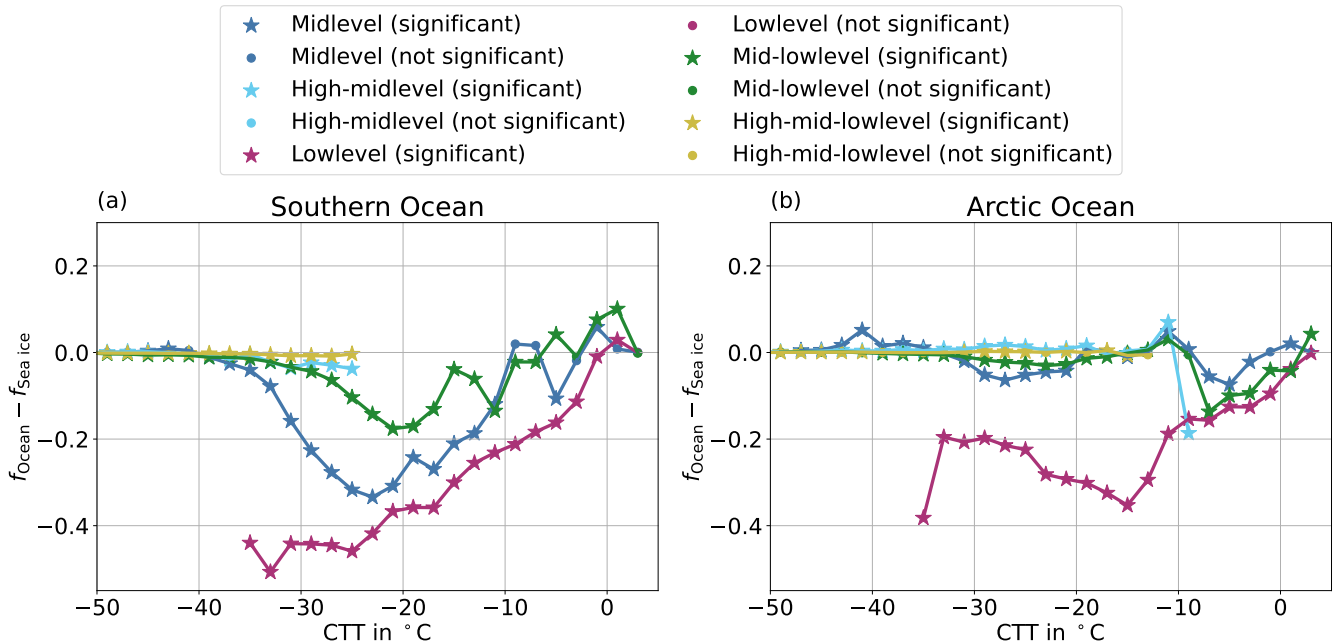 Midlevel (significant)
Midlevel (not significant)
High-midlevel (significant)
High-midlevel (not significant)
Lowlevel (significant)
Lowlevel (not significant)
Mid-lowlevel (significant)
Mid-lowlevel (not significant)
High-mid-lowlevel (significant)
High-mid-lowlevel (not significant)
(a)
Southern Ocean
0.2
0.0
−0.2
−0.4
f_Ocean − f_Sea ice
−50 −40 −30 −20 −10 0
CTT in °C
(b)
Arctic Ocean
0.2
0.0
−0.2
−0.4
f_Ocean − f_Sea ice
−50 −40 −30 −20 −10 0
CTT in °C